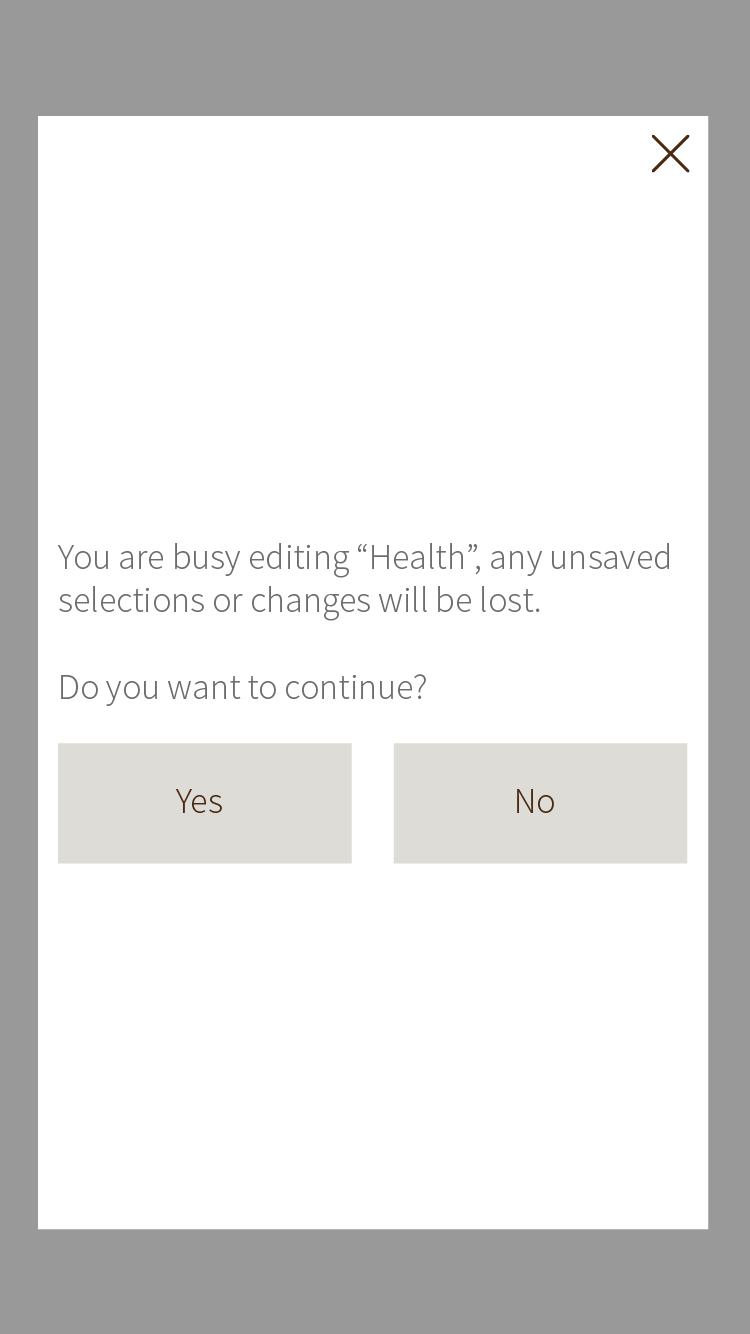 You are busy editing “Health”, any unsaved
selections or changes will be lost.
Do you want to continue?
Yes
No